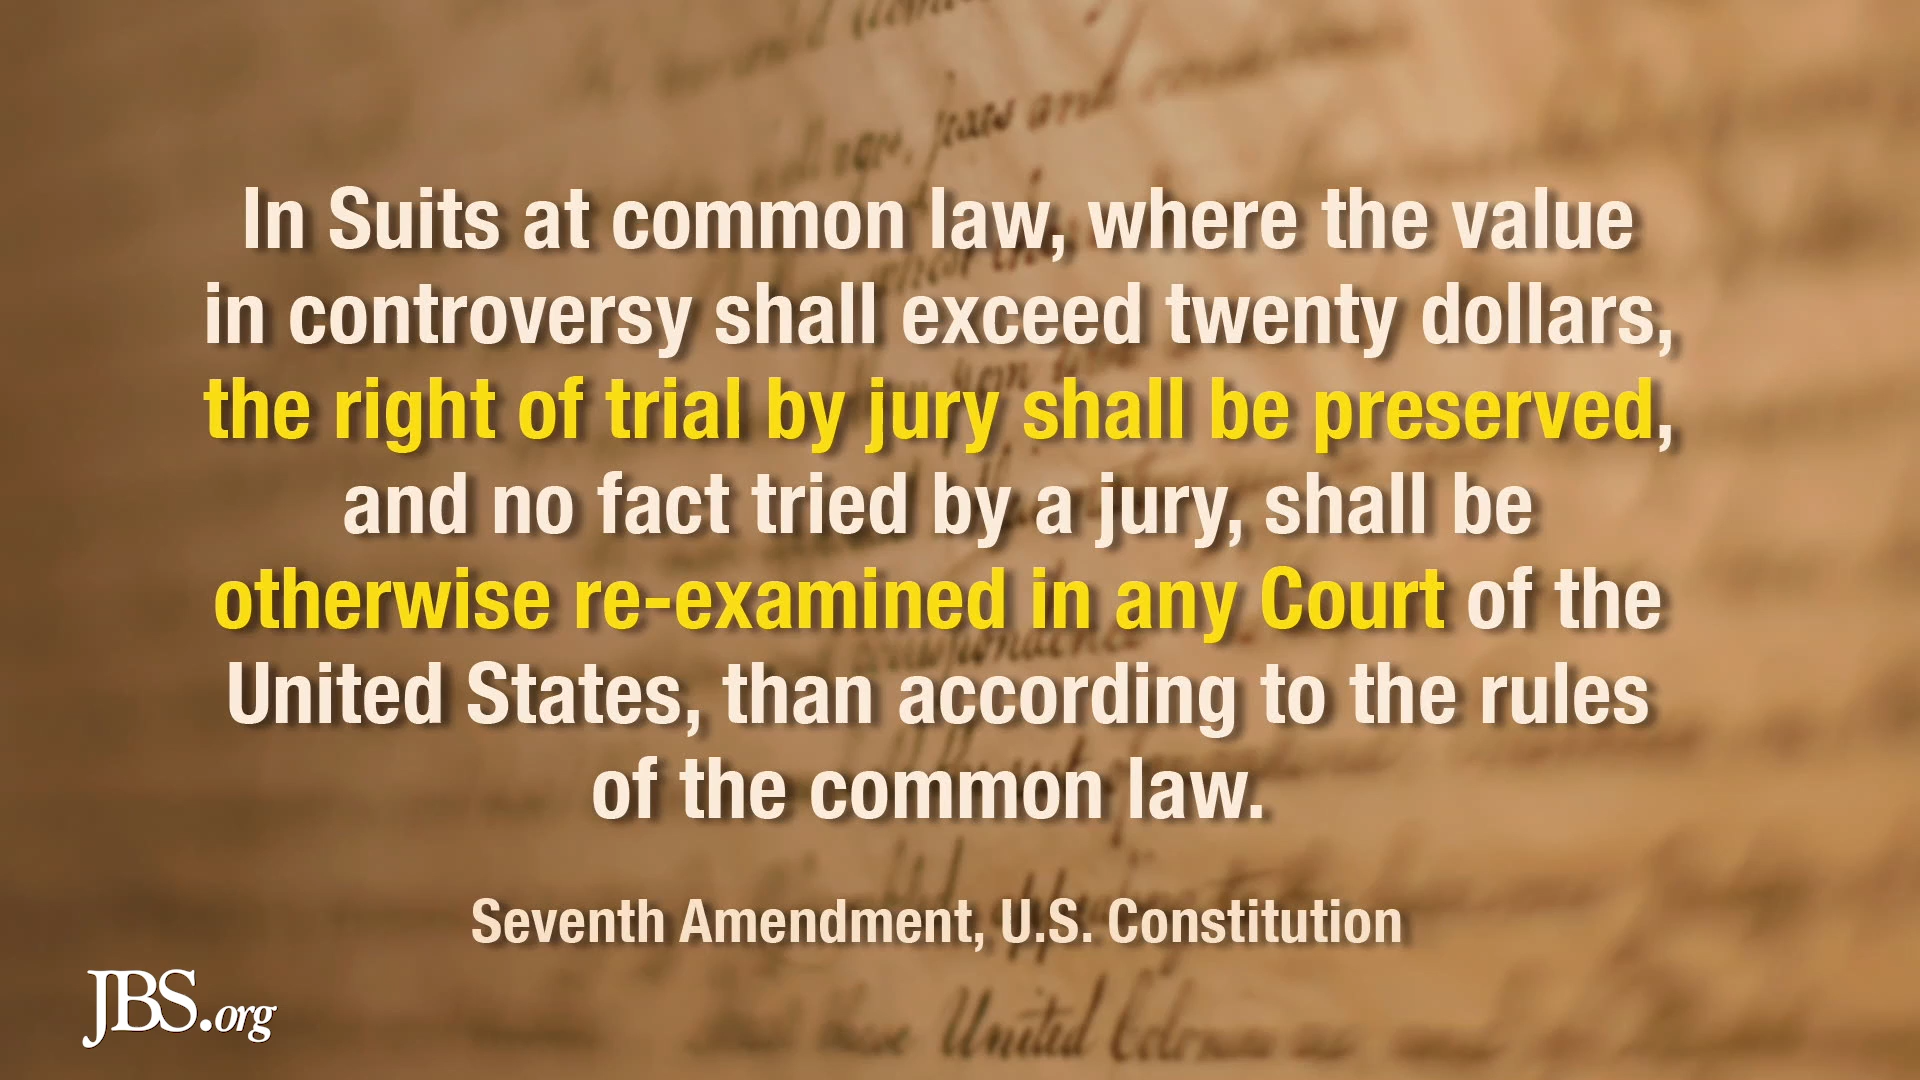 In Suits at common law, where the value
in controversy shall exceed twenty dollars,
the right of trial by jury shall be preserved,
and no fact tried by a jury, shall be
otherwise re-examined in any Court of the
United States, than according to the rules
of the common law.
Seventh Amendment, U.S. Constitution
JBS.org
United